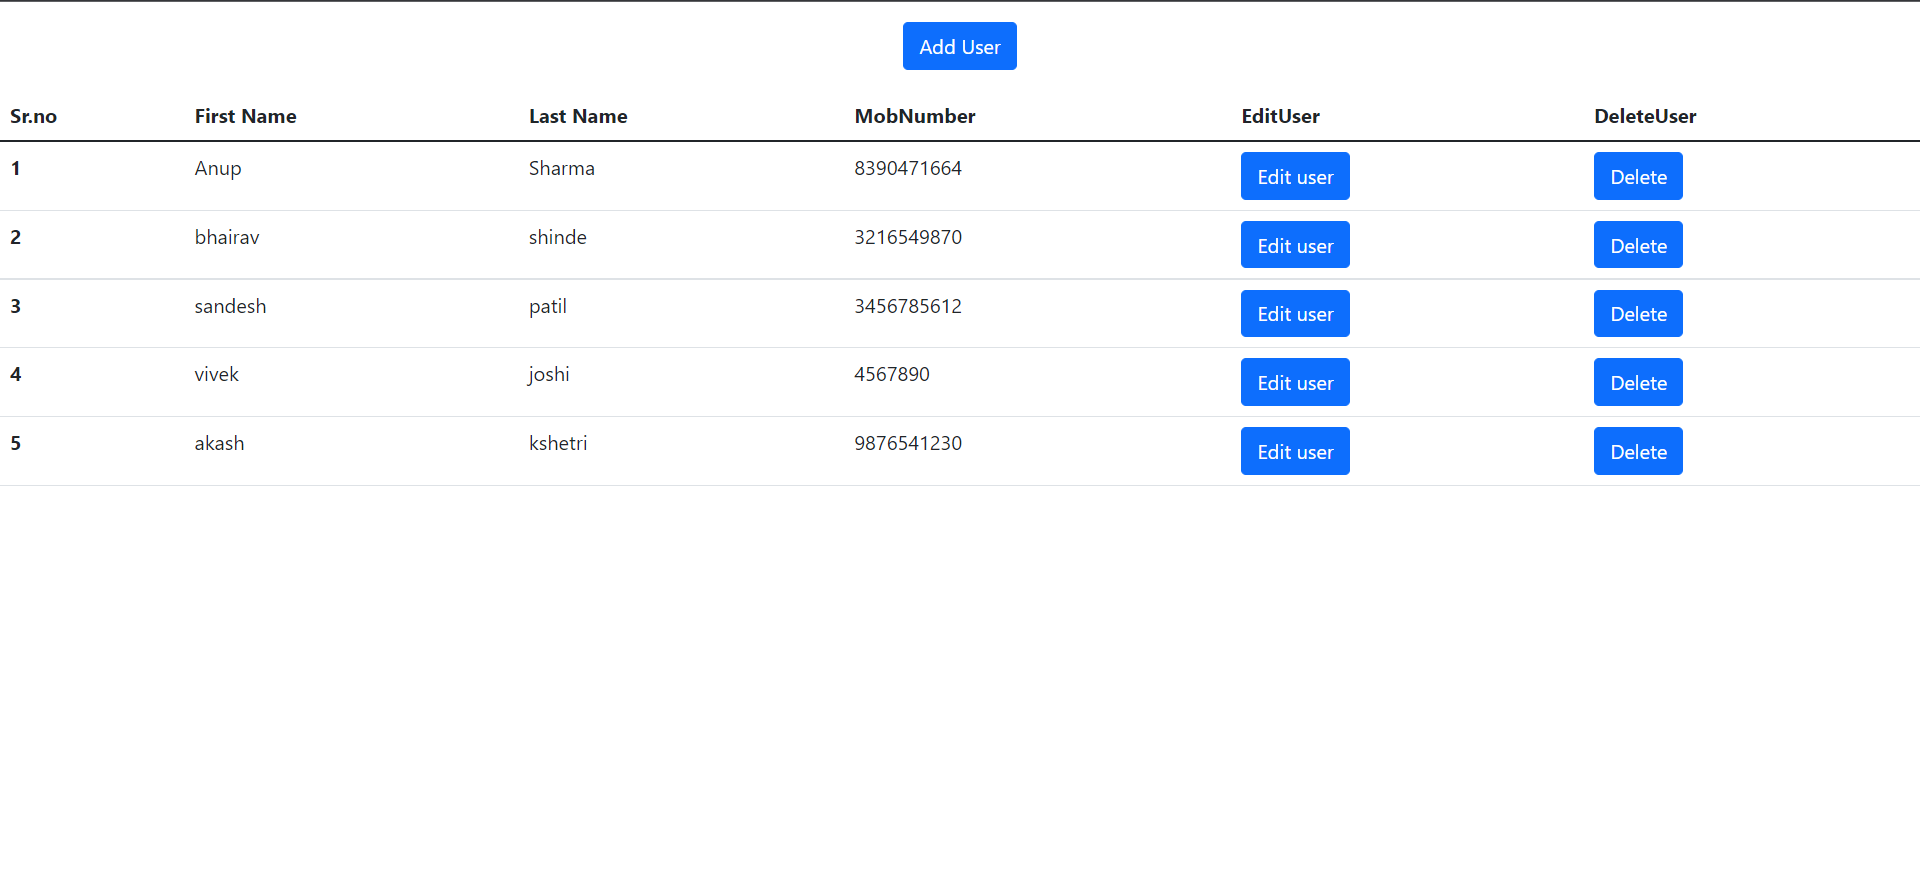 Add User
Sr.no First Name Last Name MobNumber EditUser DeleteUser
1 Anup Sharma 8390471664 Edit user Delete
2 bhairav shinde 3216549870 Edit user Delete
3 sandesh patil 3456785612 Edit user Delete
4 vivek joshi 4567890 Edit user Delete
5 akash kshetri 9876541230 Edit user Delete